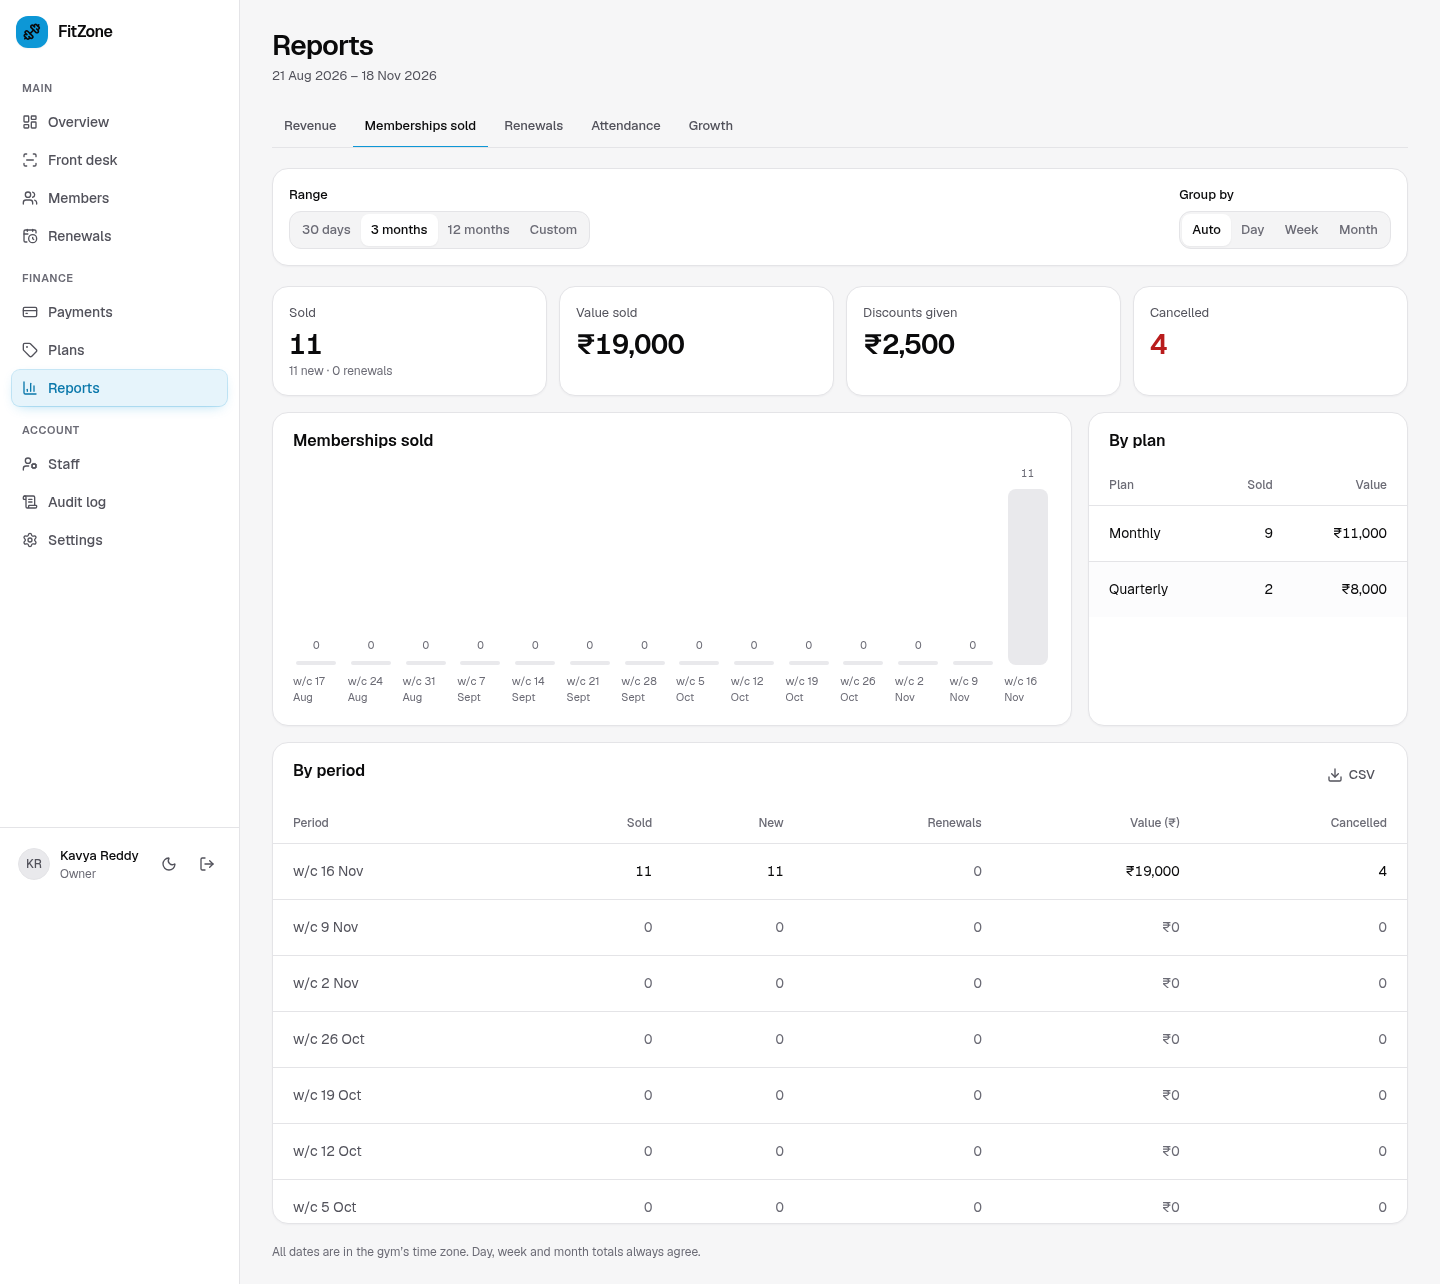 FitZone
MAIN
Overview
Front desk
Members
Renewals
FINANCE
Payments
Plans
Reports
ACCOUNT
Staff
Audit log
Settings
KR
Kavya Reddy
Owner
Reports
21 Aug 2026 – 18 Nov 2026
Revenue Memberships sold Renewals Attendance Growth
Range
30 days 3 months 12 months Custom
Group by
Auto Day Week Month
Sold
11
11 new · 0 renewals
Value sold
₹19,000
Discounts given
₹2,500
Cancelled
4
Memberships sold
11
0 0 0 0 0 0 0 0 0 0 0 0 0
w/c 17 Aug
w/c 24 Aug
w/c 31 Aug
w/c 7 Sept
w/c 14 Sept
w/c 21 Sept
w/c 28 Sept
w/c 5 Oct
w/c 12 Oct
w/c 19 Oct
w/c 26 Oct
w/c 2 Nov
w/c 9 Nov
w/c 16 Nov
By plan
Plan Sold Value
Monthly 9 ₹11,000
Quarterly 2 ₹8,000
By period
CSV
Period Sold New Renewals Value (₹) Cancelled
w/c 16 Nov 11 11 0 ₹19,000 4
w/c 9 Nov 0 0 0 ₹0 0
w/c 2 Nov 0 0 0 ₹0 0
w/c 26 Oct 0 0 0 ₹0 0
w/c 19 Oct 0 0 0 ₹0 0
w/c 12 Oct 0 0 0 ₹0 0
w/c 5 Oct 0 0 0 ₹0 0
All dates are in the gym's time zone. Day, week and month totals always agree.